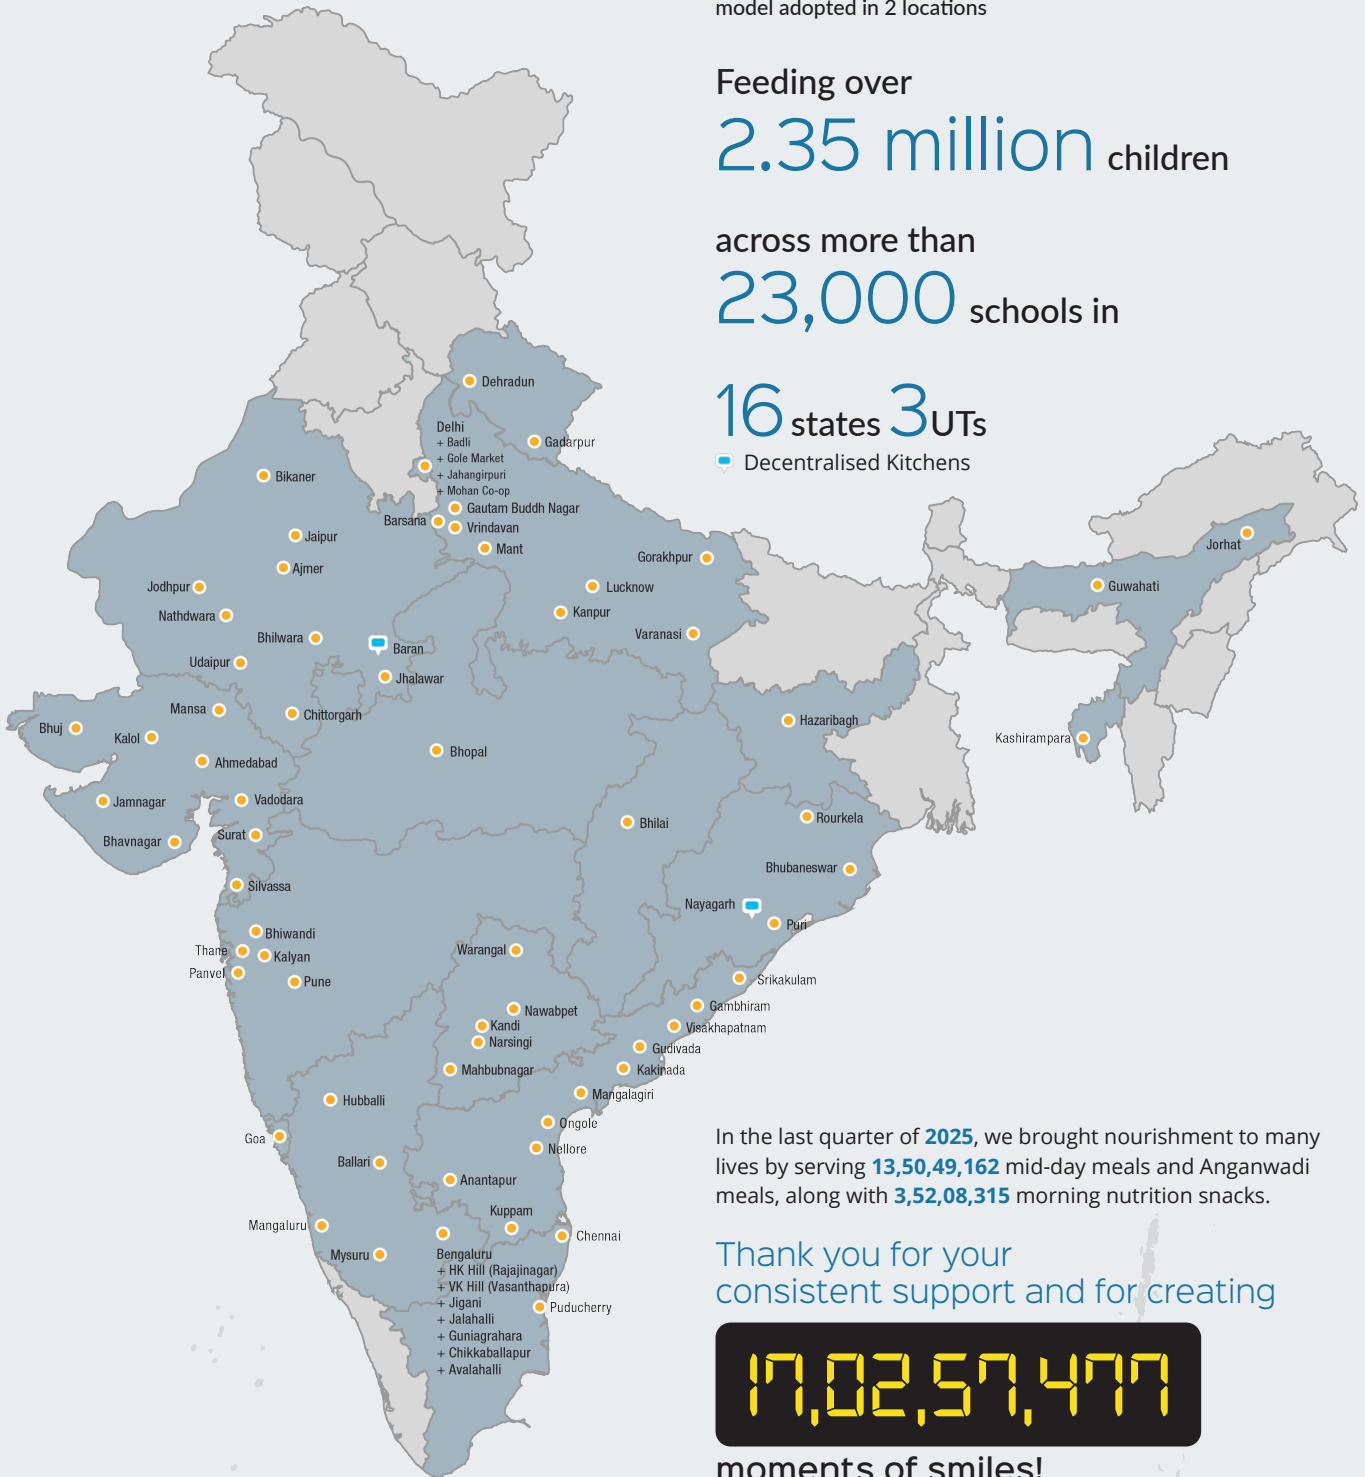 model adopted in 2 locations
Feeding over
2.35 million children
across more than
23,000 schools in
16 states 3 UTs
Decentralised Kitchens
Dehradun
Delhi
+ Badli
+ Gole Market
+ Jahangirpuri
+ Mohan Co-op
Gadarpur
Bikaner
Gautam Buddh Nagar
Barsana
Vrindavan
Jaipur
Mant
Gorakhpur
Jorhat
Ajmer
Jodhpur
Lucknow
Guwahati
Nathdwara
Kanpur
Bhilwara
Varanasi
Baran
Udaipur
Jhalawar
Mansa
Chittorgarh
Hazaribagh
Bhuj
Kalol
Kashirampara
Bhopal
Ahmedabad
Jamnagar
Vadodara
Rourkela
Bhilai
Surat
Bhavnagar
Bhubaneswar
Silvassa
Nayagarh
Puri
Bhiwandi
Thane
Kalyan
Warangal
Panvel
Pune
Srikakulam
Gambhiram
Nawabpet
Kandi
Visakhapatnam
Narsingi
Gudivada
Mahbubnagar
Kakinada
Mangalagiri
Hubballi
Ongole
Goa
Nellore
Ballari
Anantapur
Kuppam
Mangaluru
Chennai
Mysuru
Bengaluru
+ HK Hill (Rajajinagar)
+ VK Hill (Vasanthapura)
+ Jigani
+ Jalahalli
+ Guniagrahara
+ Chikkaballapur
+ Avalahalli
Puducherry
In the last quarter of 2025, we brought nourishment to many
lives by serving 13,50,49,162 mid-day meals and Anganwadi
meals, along with 3,52,08,315 morning nutrition snacks.
Thank you for your
consistent support and for creating
17,02,57,477
moments of smiles!